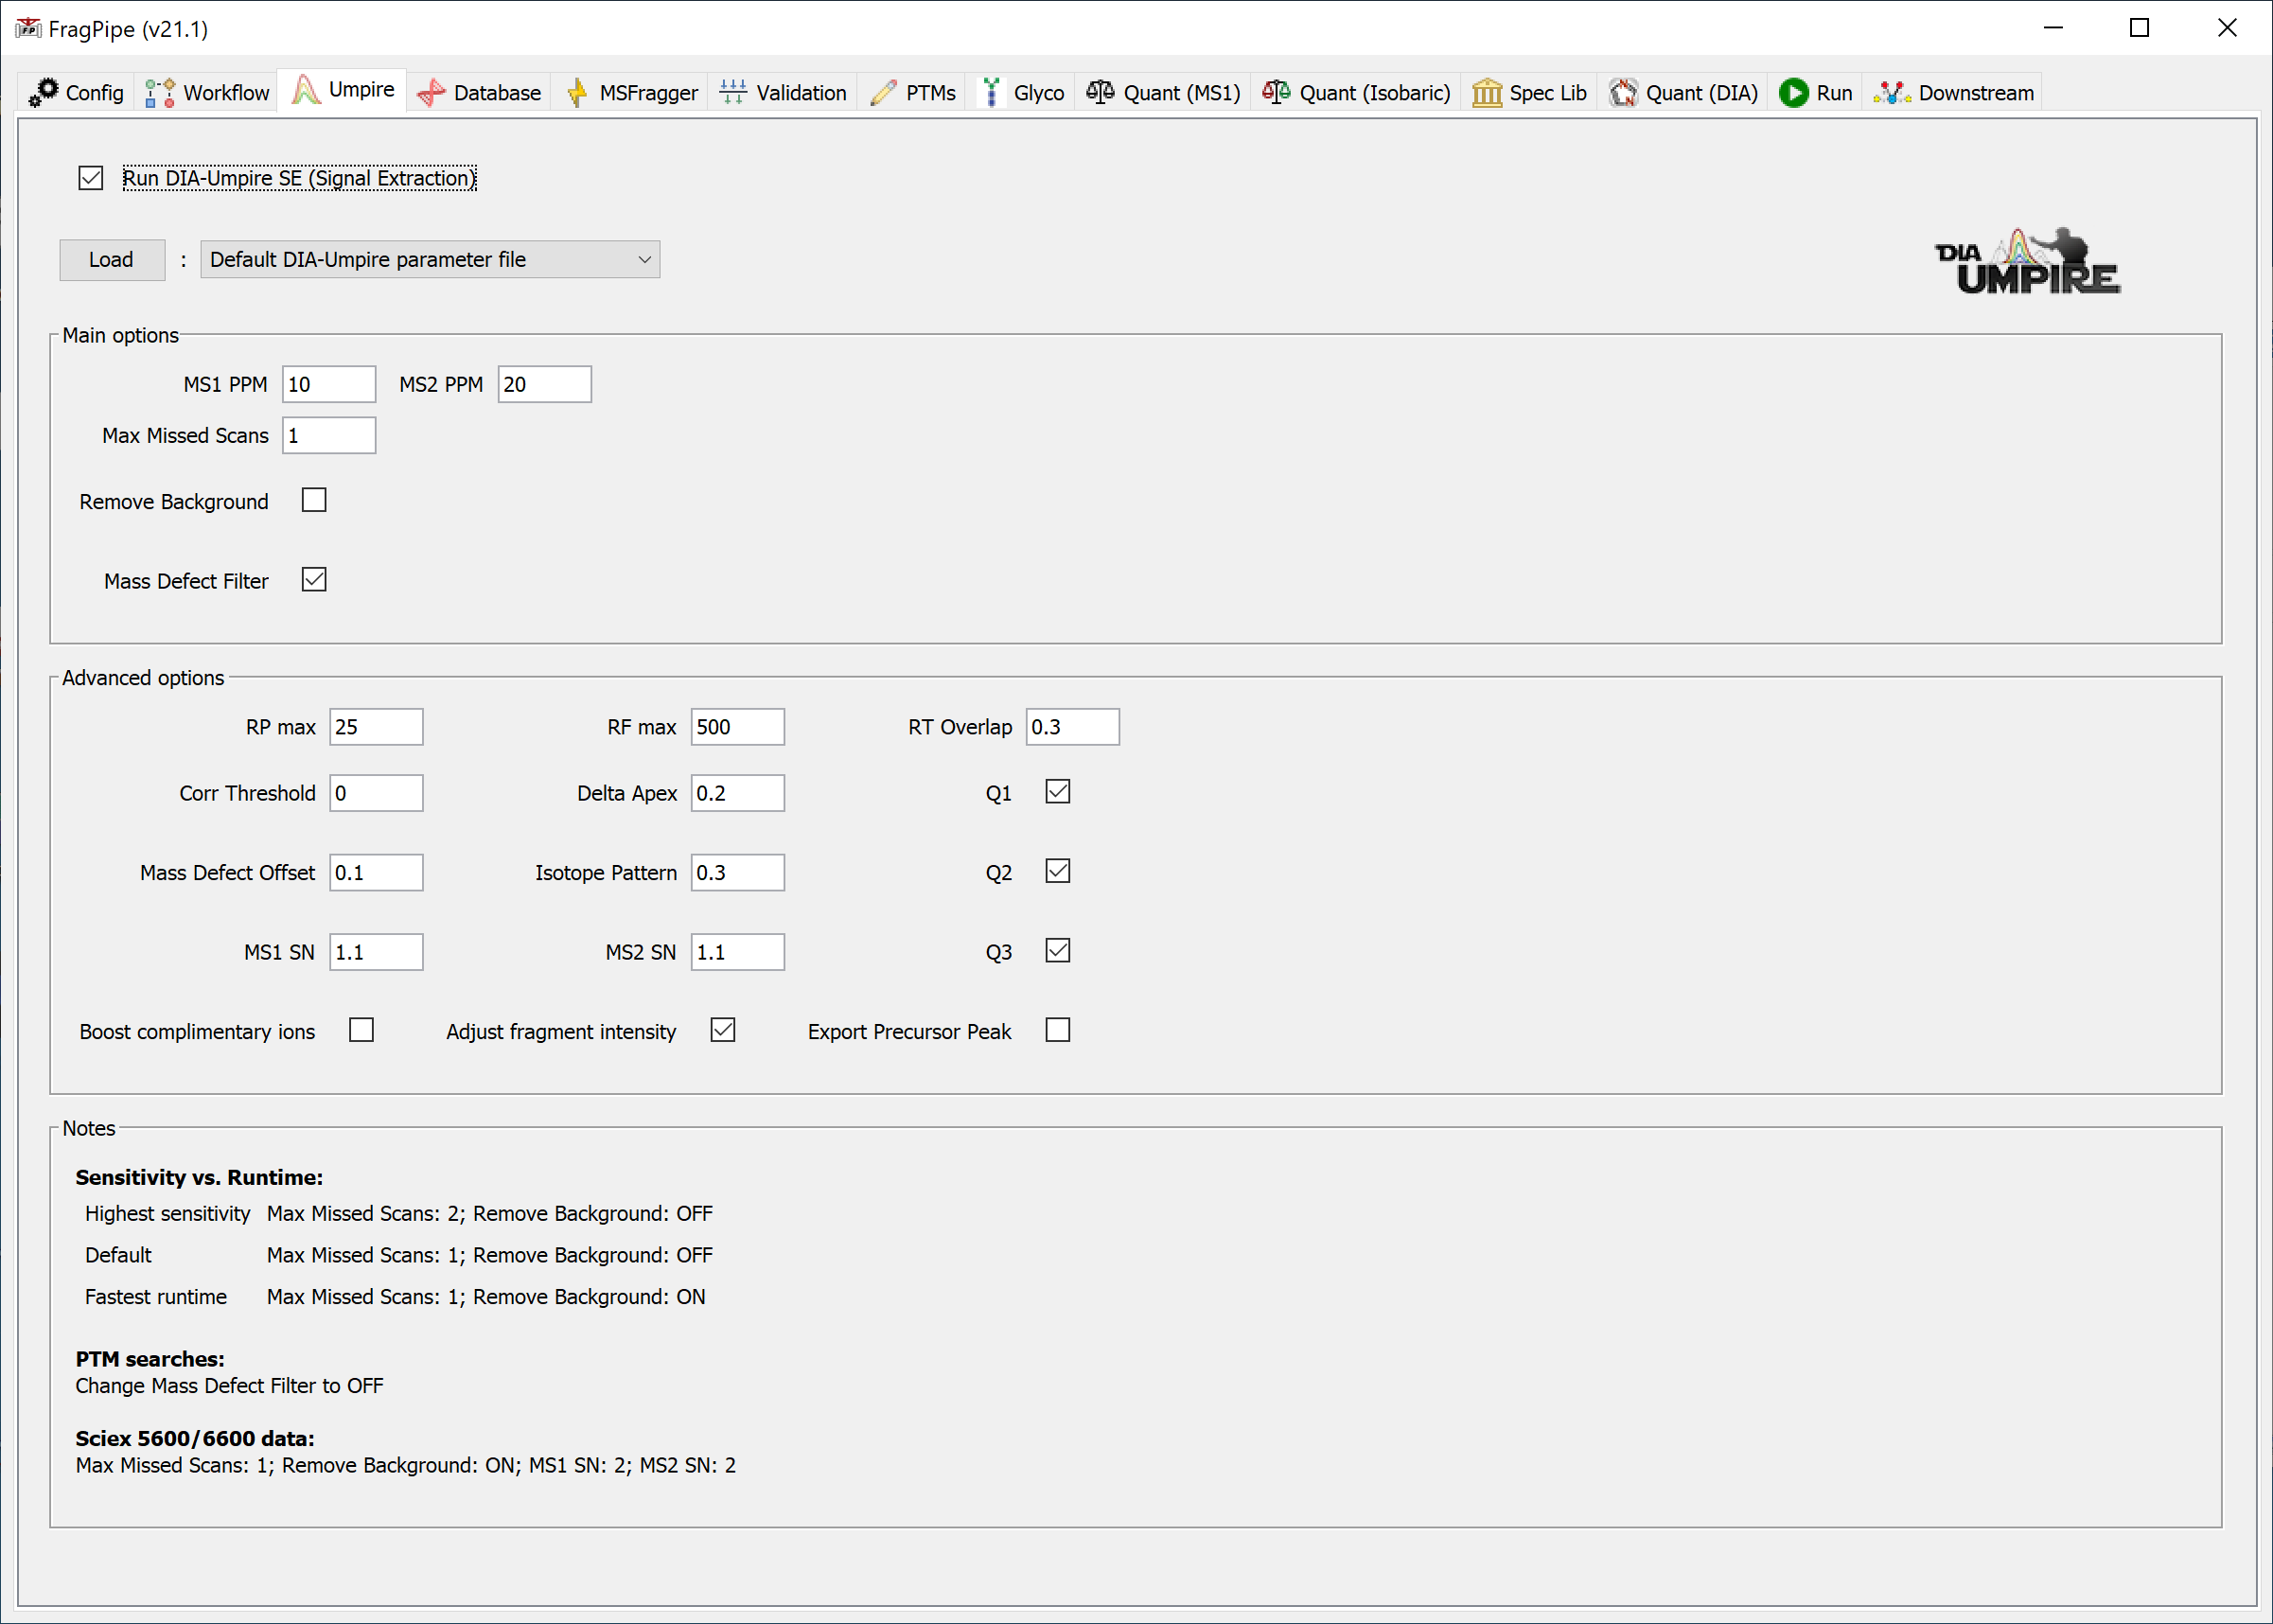 FragPipe (v21.1)
Config Workflow Umpire Database MSFragger Validation PTMs Glyco Quant (MS1) Quant (Isobaric) Spec Lib Quant (DIA) Run Downstream
Run DIA-Umpire SE (Signal Extraction)
Load : Default DIA-Umpire parameter file
DIA
UMPIRE
Main options
MS1 PPM 10 MS2 PPM 20
Max Missed Scans 1
Remove Background
Mass Defect Filter
Advanced options
RP max 25 RF max 500 RT Overlap 0.3
Corr Threshold 0 Delta Apex 0.2 Q1
Mass Defect Offset 0.1 Isotope Pattern 0.3 Q2
MS1 SN 1.1 MS2 SN 1.1 Q3
Boost complimentary ions Adjust fragment intensity Export Precursor Peak
Notes
Sensitivity vs. Runtime:
Highest sensitivity Max Missed Scans: 2; Remove Background: OFF
Default Max Missed Scans: 1; Remove Background: OFF
Fastest runtime Max Missed Scans: 1; Remove Background: ON
PTM searches:
Change Mass Defect Filter to OFF
Sciex 5600/6600 data:
Max Missed Scans: 1; Remove Background: ON; MS1 SN: 2; MS2 SN: 2